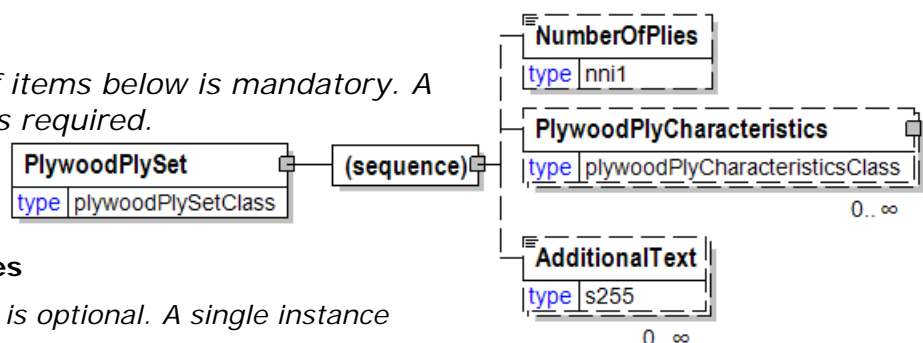 NumberOfPlies
type nni1
f items below is mandatory. A
s required.
PlywoodPlyCharacteristics
type plywoodPlyCharacteristicsClass
0.. ∞
PlywoodPlySet
type plywoodPlySetClass
(sequence)
AdditionalText
type s255
0.. ∞
es
is optional. A single instance